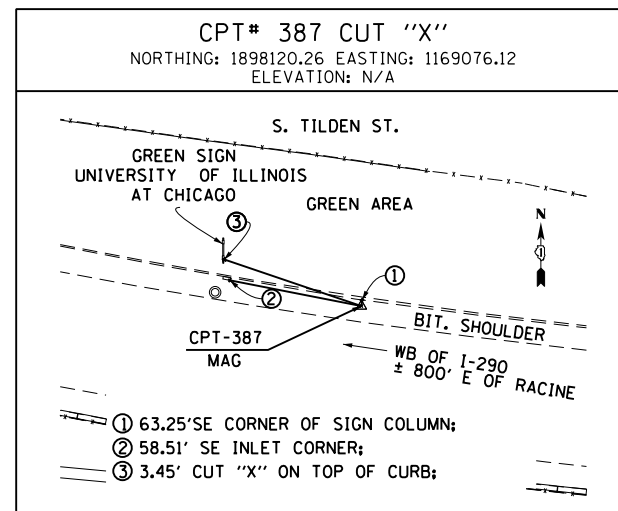 CPT# 387 CUT "X"
NORTHING: 1898120.26 EASTING: 1169076.12
ELEVATION: N/A
S. TILDEN ST.
GREEN SIGN
UNIVERSITY OF ILLINOIS
AT CHICAGO
GREEN AREA
③
N
①
②
BIT. SHOULDER
CPT-387
MAG
WB OF I-290
± 800' E OF RACINE
① 63.25'SE CORNER OF SIGN COLUMN;
② 58.51' SE INLET CORNER;
③ 3.45' CUT "X" ON TOP OF CURB;